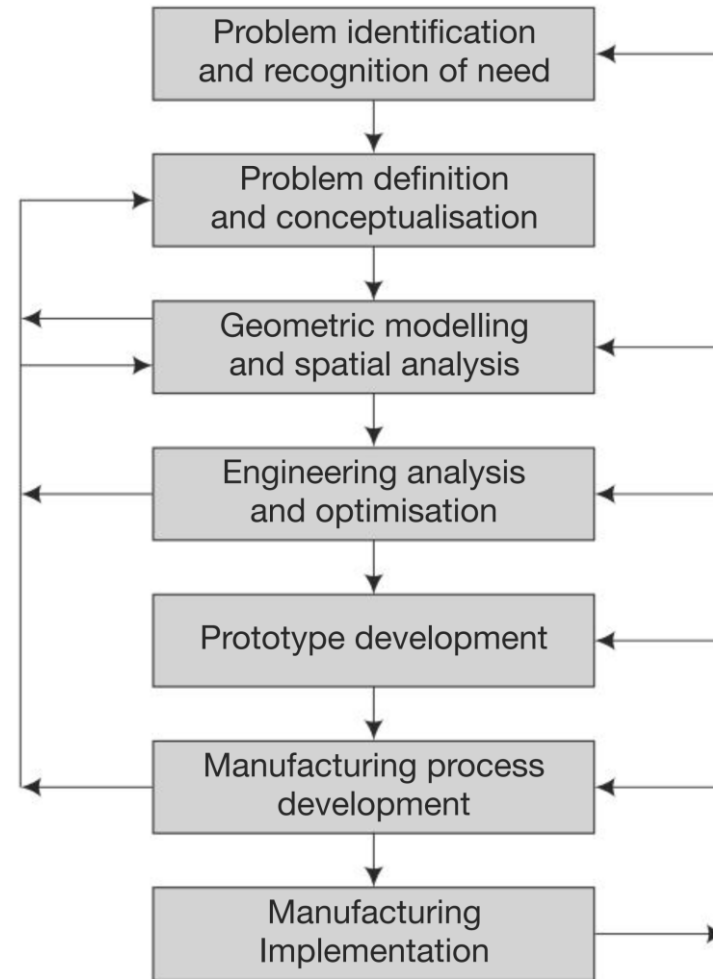 Problem identification
and recognition of need
Problem definition
and conceptualisation
Geometric modelling
and spatial analysis
Engineering analysis
and optimisation
Prototype development
Manufacturing process
development
Manufacturing
Implementation